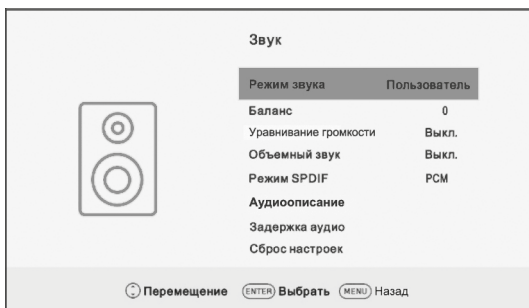 Звук
Режим звука Пользователь
Баланс 0
Уравнивание громкости Выкл.
Объемный звук Выкл.
Режим SPDIF PCM
Аудиоописание
Задержка аудио
Сброс настроек
Перемещение ENTER Выбрать MENU Назад